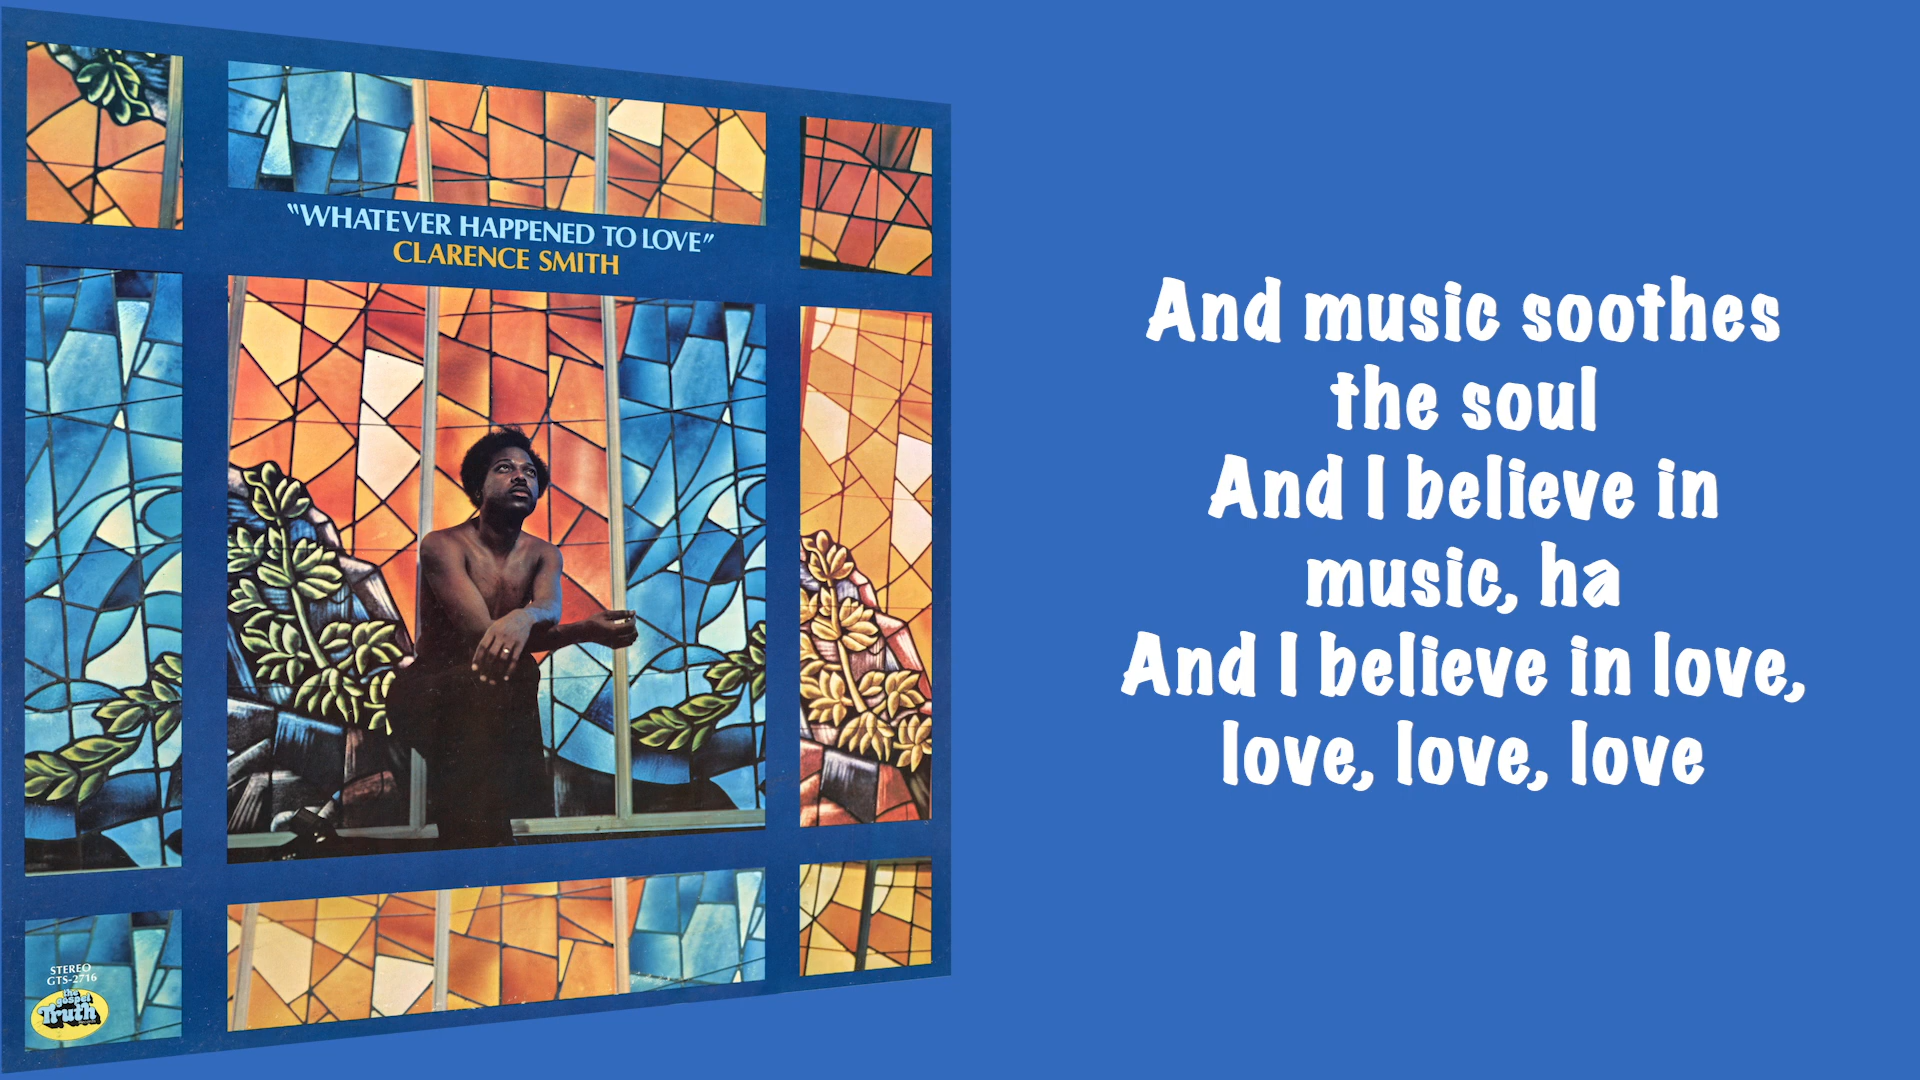 "WHATEVER HAPPENED TO LOVE"
CLARENCE SMITH
STEREO
GTS-2716
the
gospel
Truth
And music soothes
the soul
And I believe in
music, ha
And I believe in love,
love, love, love